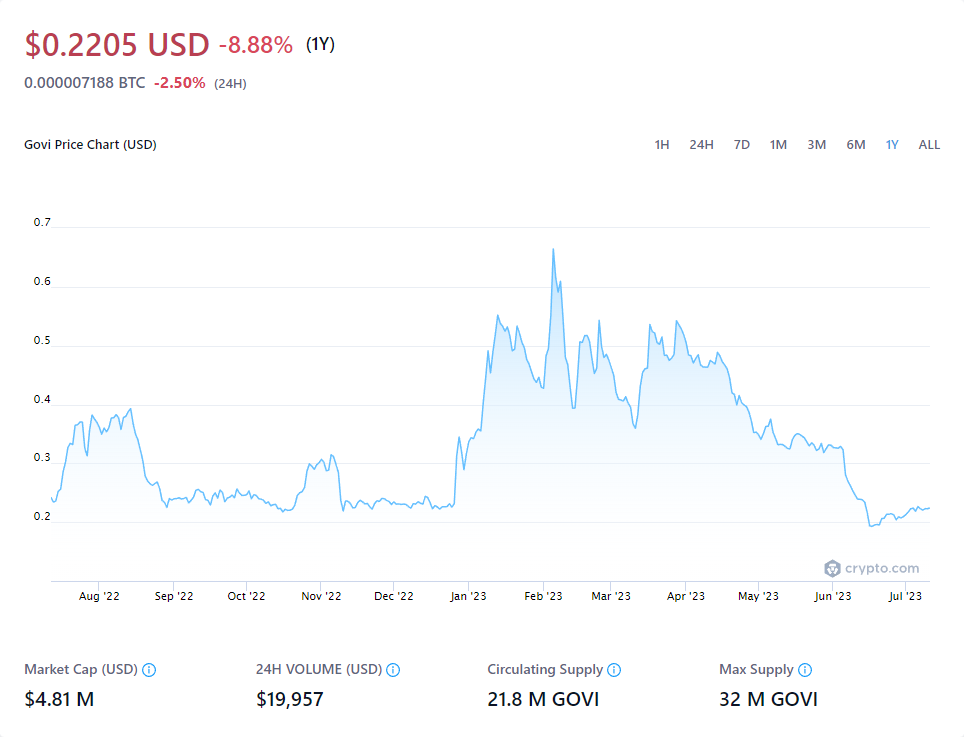 $0.2205 USD -8.88% (1Y)
0.000007188 BTC -2.50% (24H)
Govi Price Chart (USD) 1H 24H 7D 1M 3M 6M 1Y ALL
0.7
0.6
0.5
0.4
0.3
0.2
crypto.com
Aug '22 Sep '22 Oct '22 Nov '22 Dec '22 Jan '23 Feb '23 Mar '23 Apr '23 May '23 Jun '23 Jul '23
Market Cap (USD) 24H VOLUME (USD) Circulating Supply Max Supply
$4.81 M $19,957 21.8 M GOVI 32 M GOVI